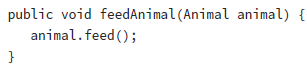 public void feedAnimal(Animal animal) {
   animal.feed();
}